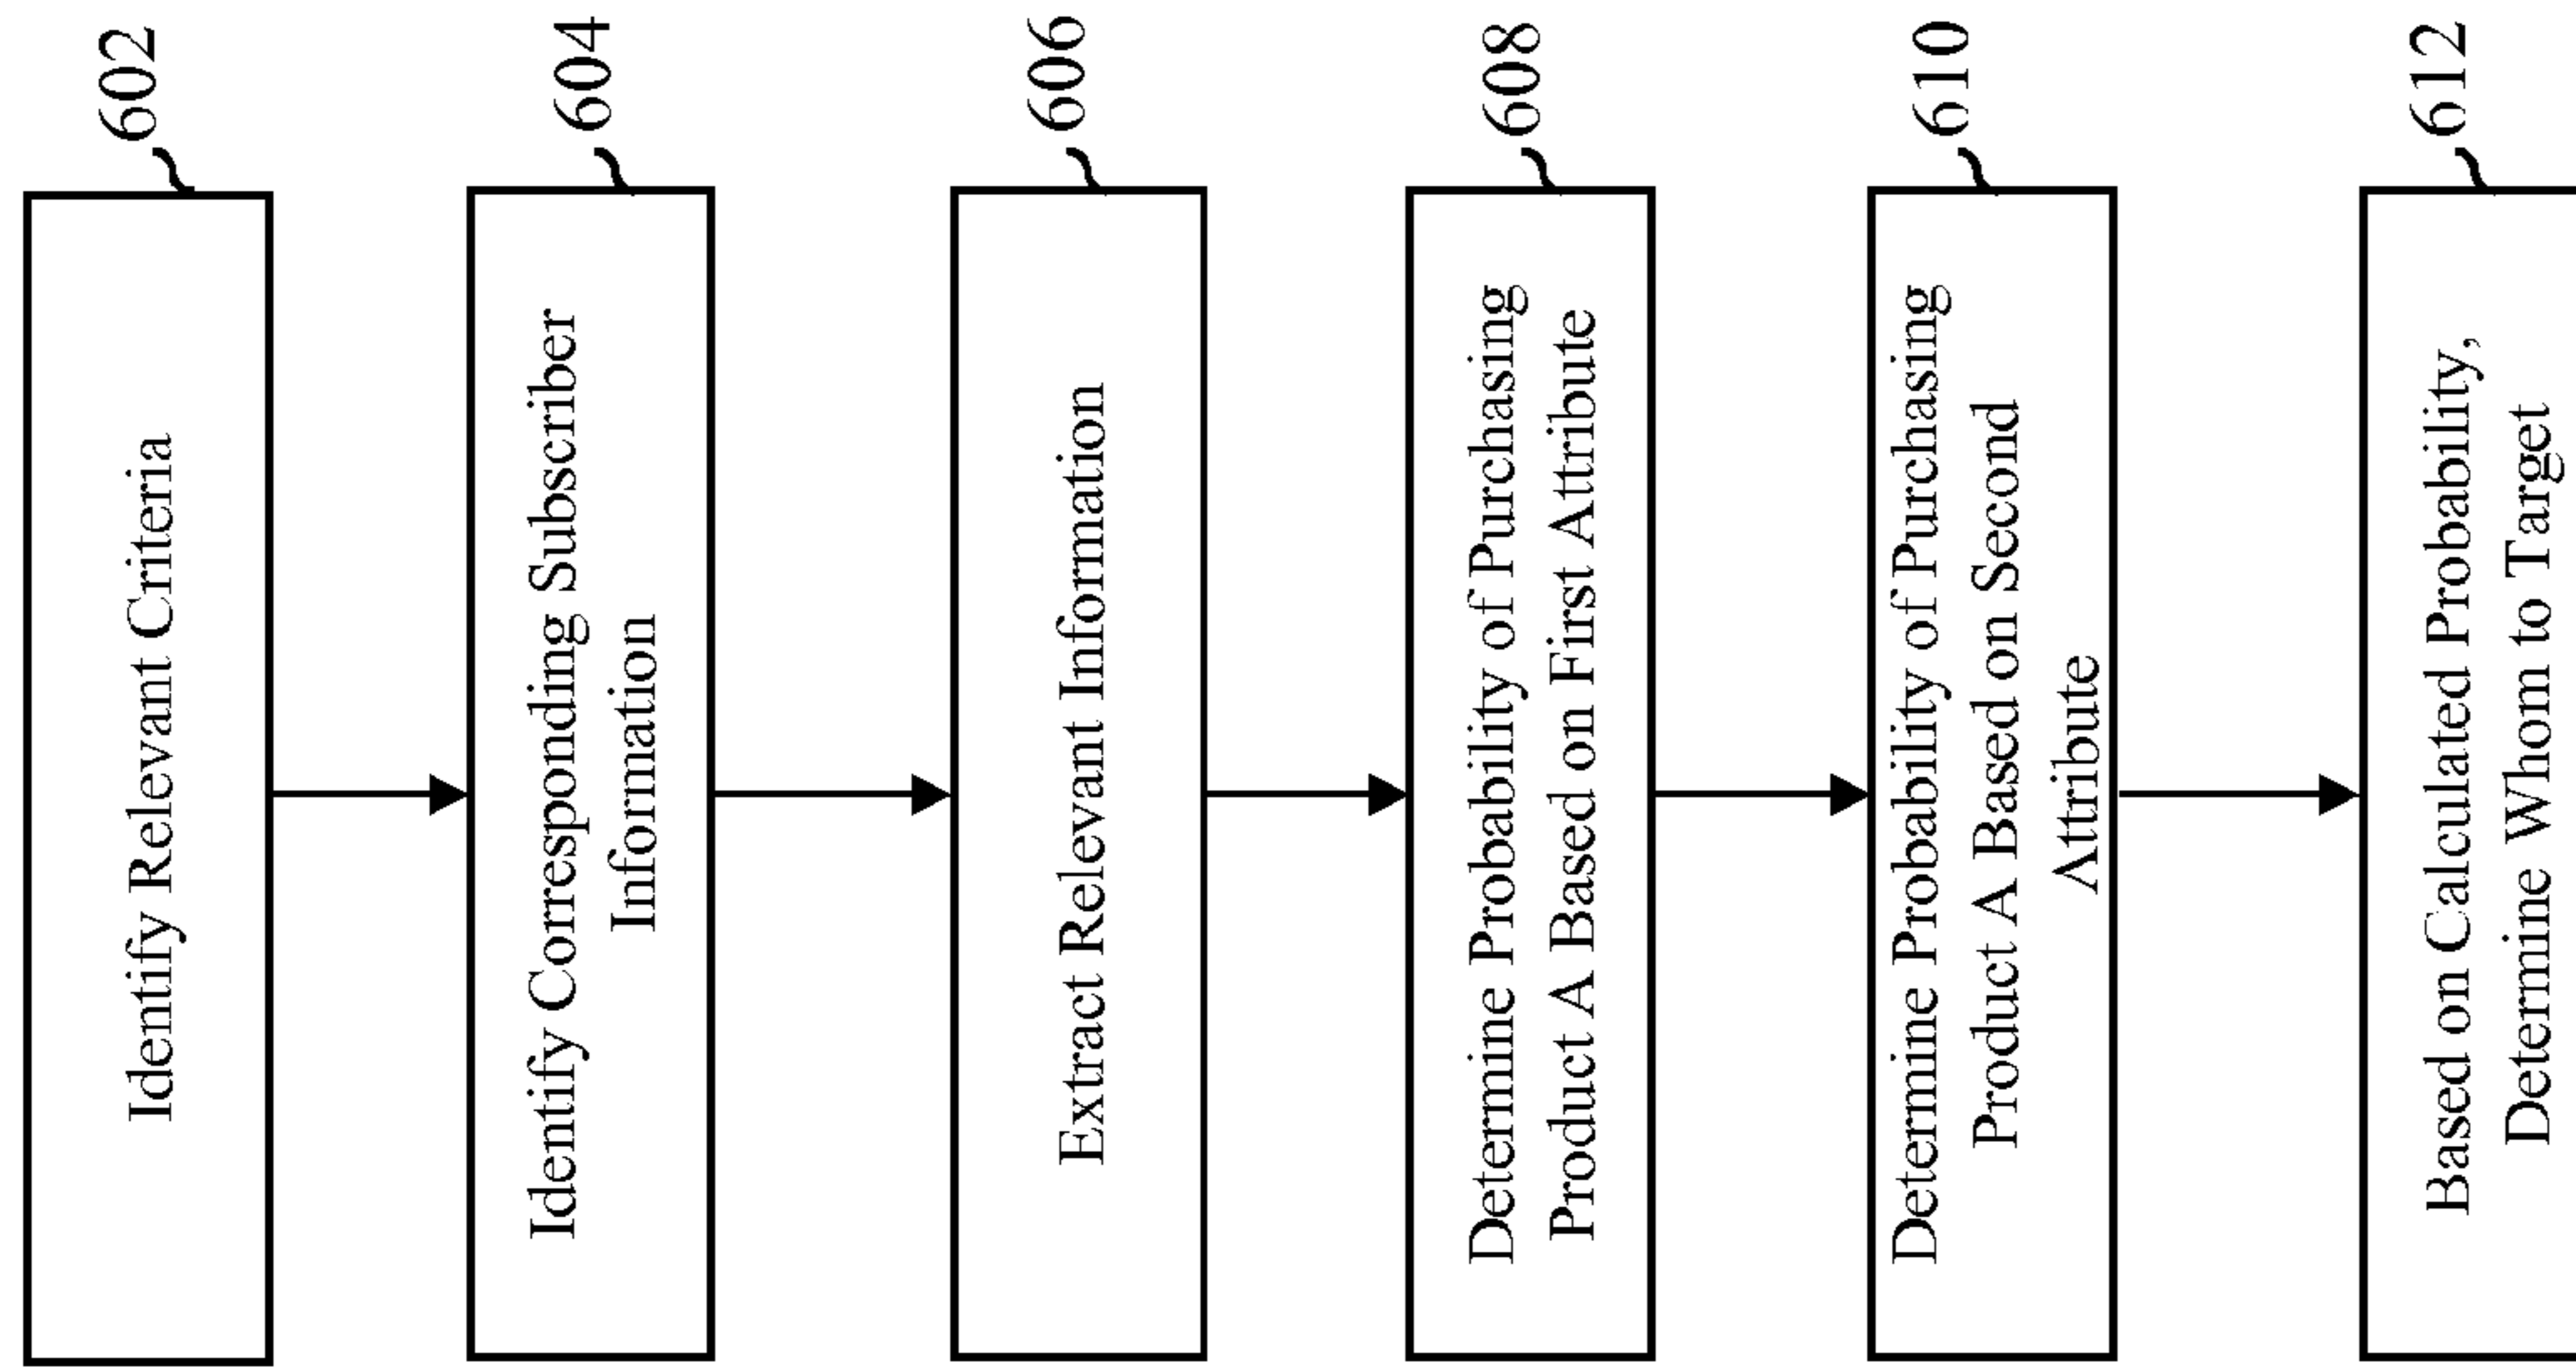 602
Identify Relevant Criteria
604
Identify Corresponding Subscriber
Information
606
Extract Relevant Information
608
Determine Probability of Purchasing
Product A Based on First Attribute
610
Determine Probability of Purchasing
Product A Based on Second
Attribute
612
Based on Calculated Probability,
Determine Whom to Target